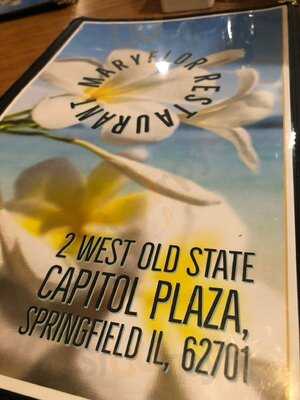 MARYFLOR RESTAURANT
2 WEST OLD STATE
CAPITOL PLAZA,
SPRINGFIELD IL, 62701